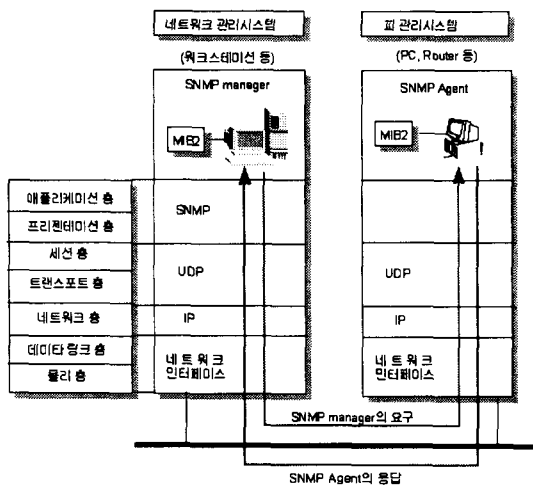 네트워크 관리시스템
피 관리시스템
(워크스테이션 등)
(PC, Router 등)
SNMP manager
SNMP Agent
MIB2
MIB2
애플리케이션 층
프리젠테이션 층
세션 층
트랜스포트 층
네트워크 층
데이타 링크 층
물리 층
SNMP
UDP
UDP
IP
IP
네트워크
인터페이스
네트워크
인터페이스
SNMP manager의 요구
SNMP Agent의 응답